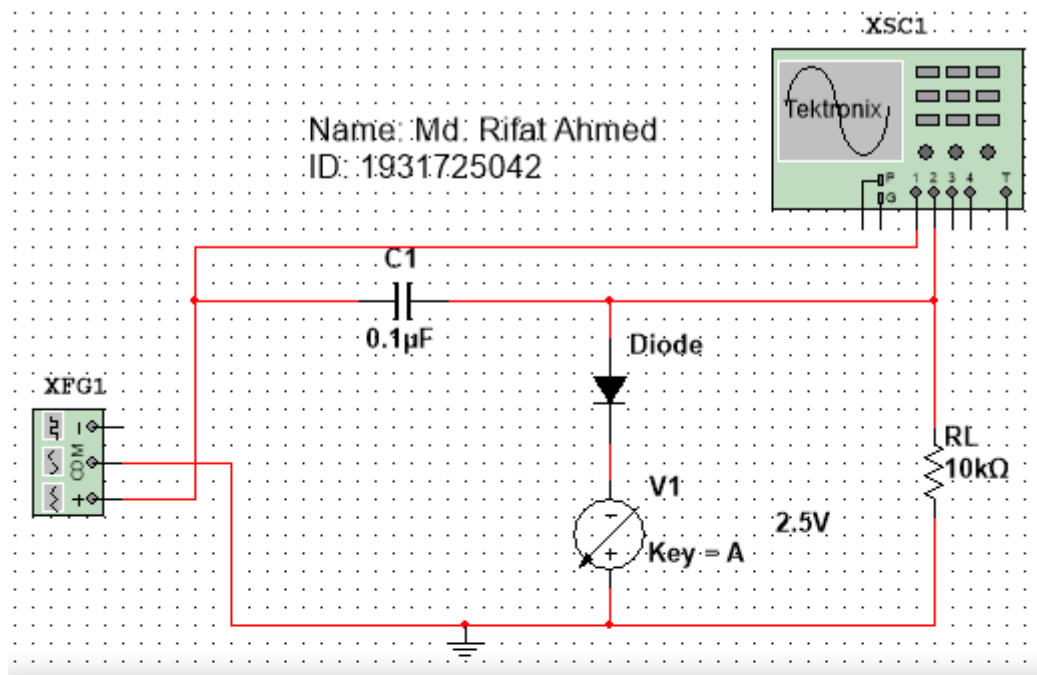 XSC1
Tektronix
Name: Md. Rifat Ahmed
ID: 1931725042
P
G
1 2 3 4
T
C1
0.1µF
Diode
XFG1
RL
10kΩ
V1
2.5V
Key = A